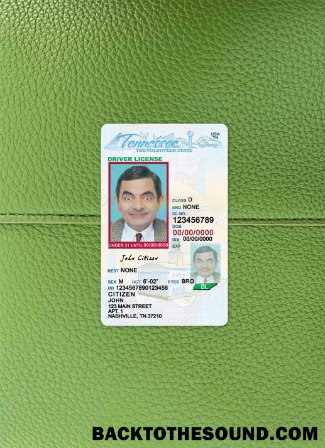 USA
TN
Tennessee
THE VOLUNTEER STATE
DRIVER LICENSE
CLASS D
END NONE
DL NO.
123456789
DOB
00/00/0000
ISS 00/00/0000
EXP
UNDER 21 UNTIL 00/00/0000
John Citizen
REST NONE
SEX M HGT 6'-02" EYES BRO
DD 1234567890123456
CITIZEN
JOHN
123 MAIN STREET
APT. 1
NASHVILLE, TN 37210
BACKTOTHESOUND.COM